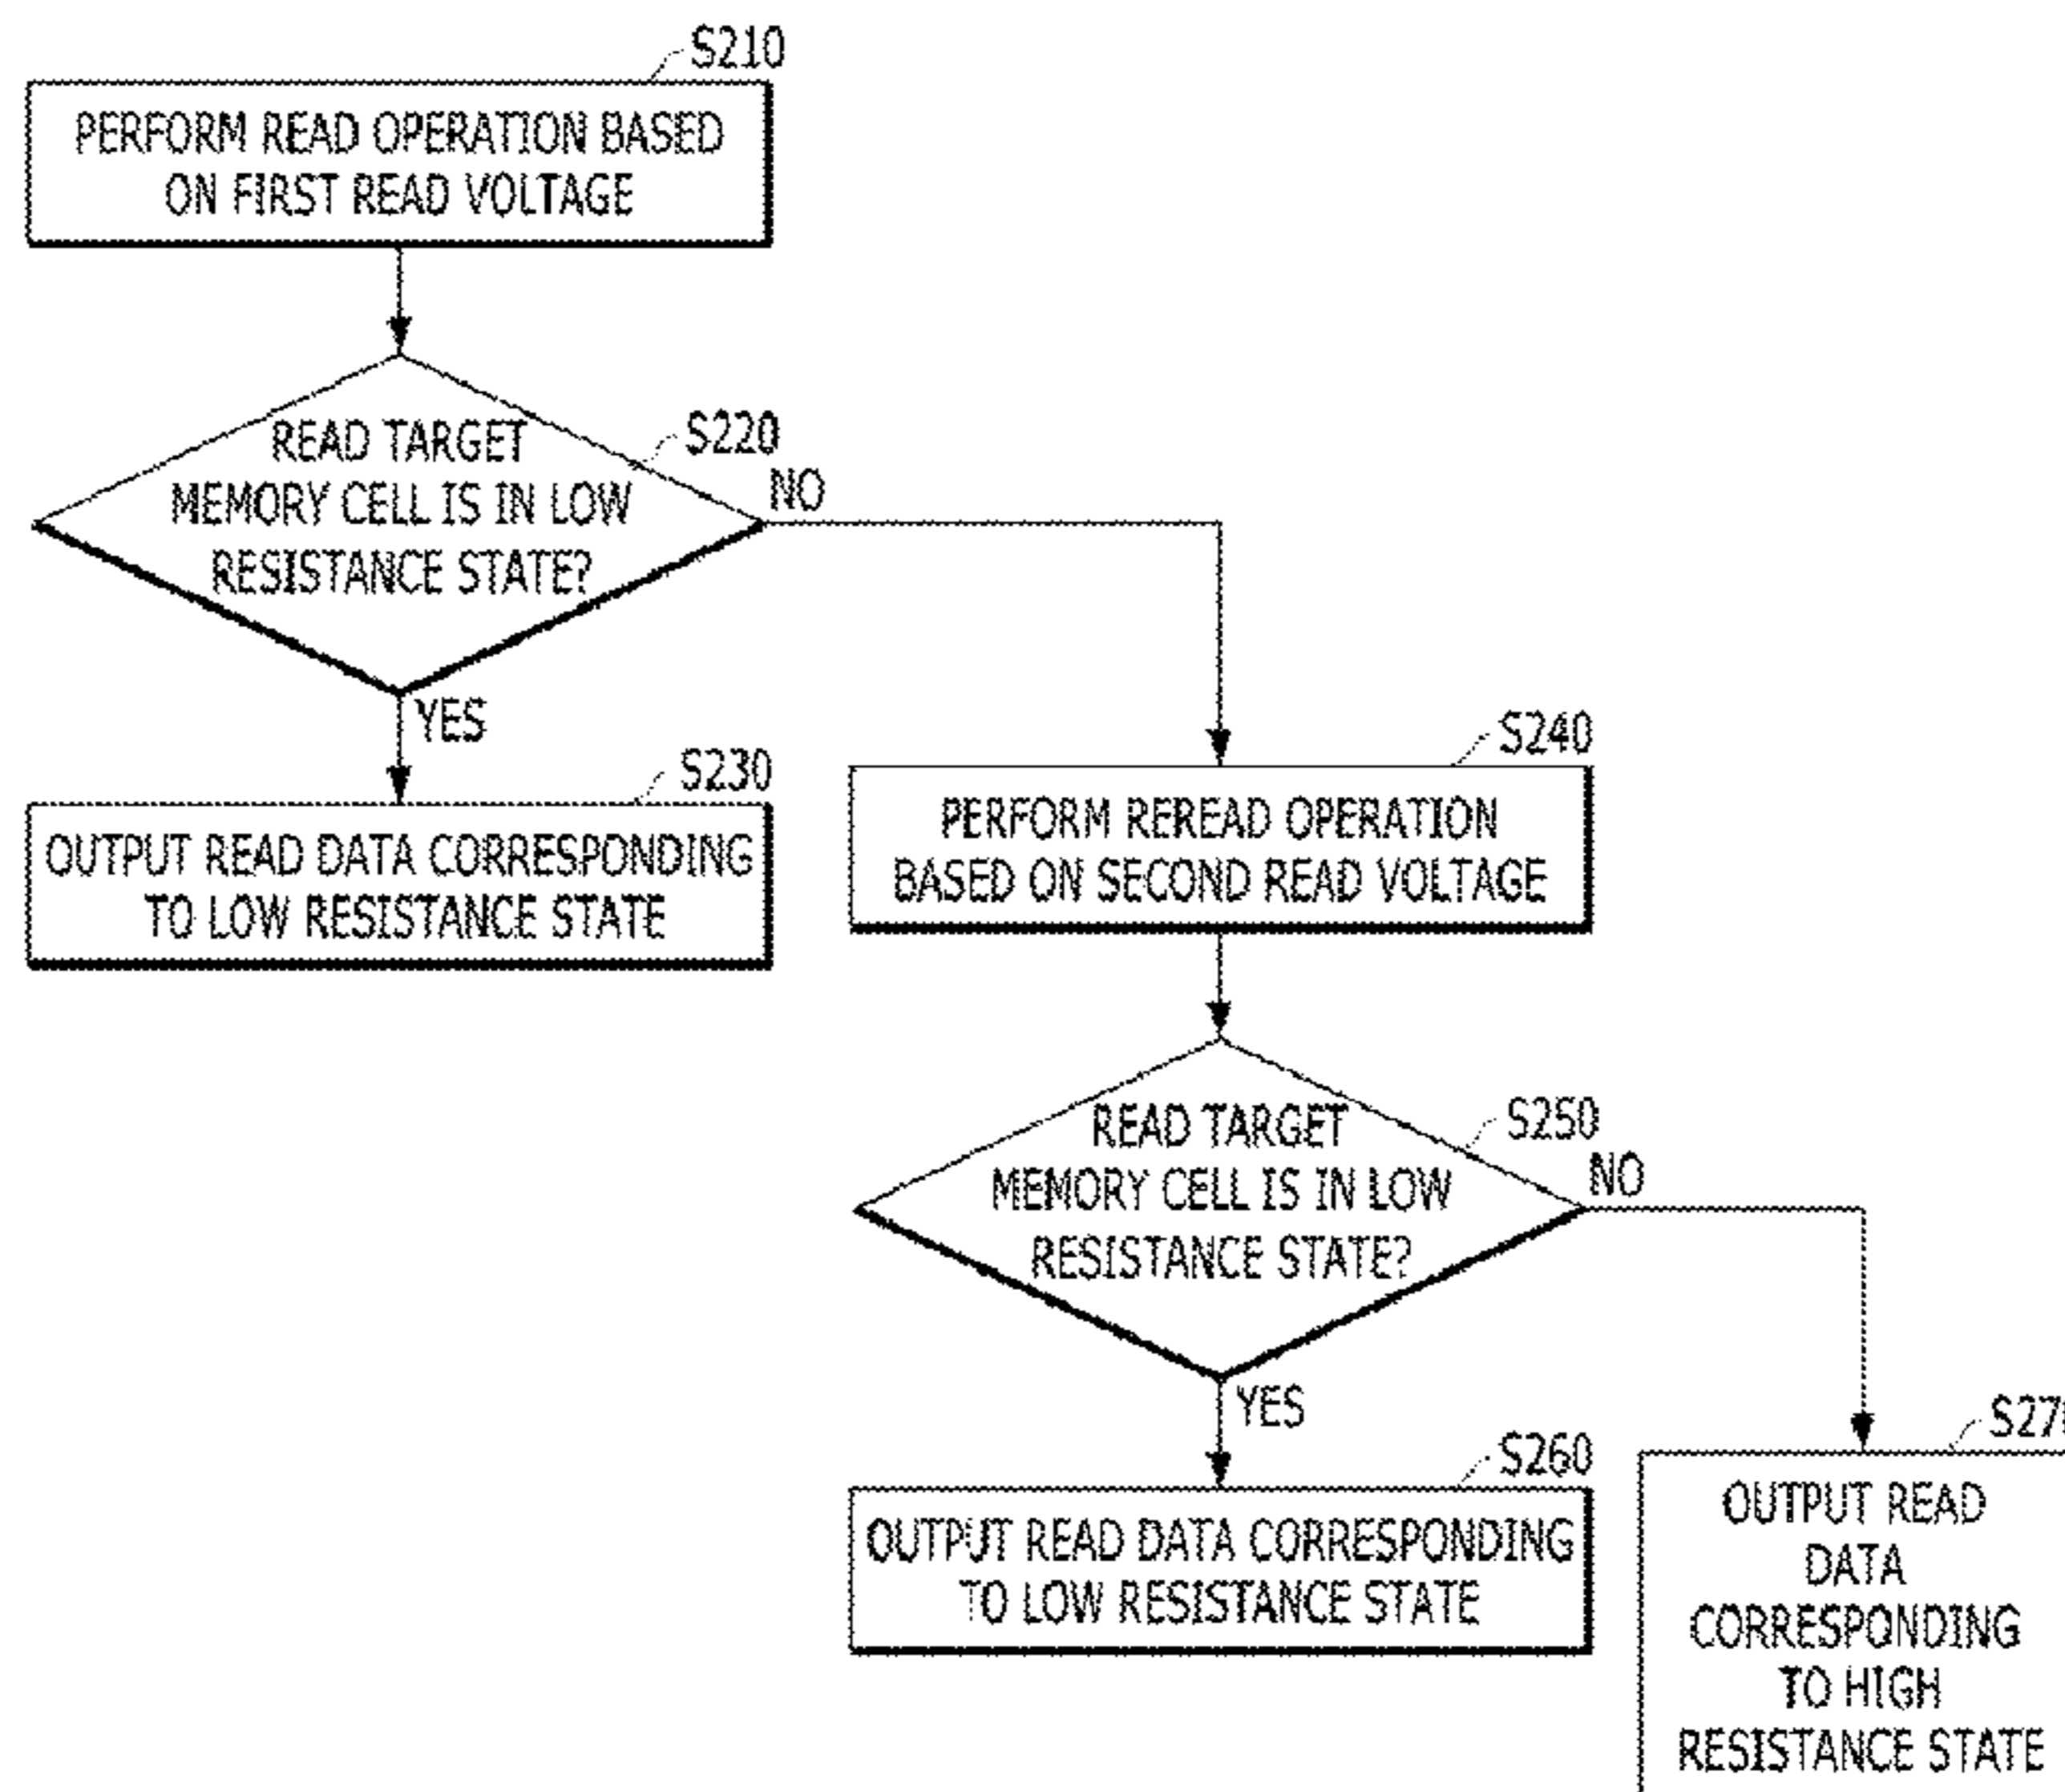 S210
PERFORM READ OPERATION BASED
ON FIRST READ VOLTAGE
S220
READ TARGET
MEMORY CELL IS IN LOW
RESISTANCE STATE?
NO
YES
S230
OUTPUT READ DATA CORRESPONDING
TO LOW RESISTANCE STATE
S240
PERFORM REREAD OPERATION
BASED ON SECOND READ VOLTAGE
S250
READ TARGET
MEMORY CELL IS IN LOW
RESISTANCE STATE?
NO
YES
S260
OUTPUT READ DATA CORRESPONDING
TO LOW RESISTANCE STATE
OUTPUT READ
DATA
CORRESPONDING
TO HIGH
RESISTANCE STATE